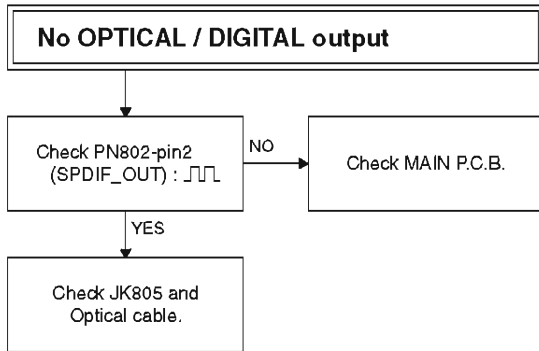 No OPTICAL / DIGITAL output
Check PN802-pin2
(SPDIF_OUT) :
NO
Check MAIN P.C.B.
YES
Check JK805 and
Optical cable.